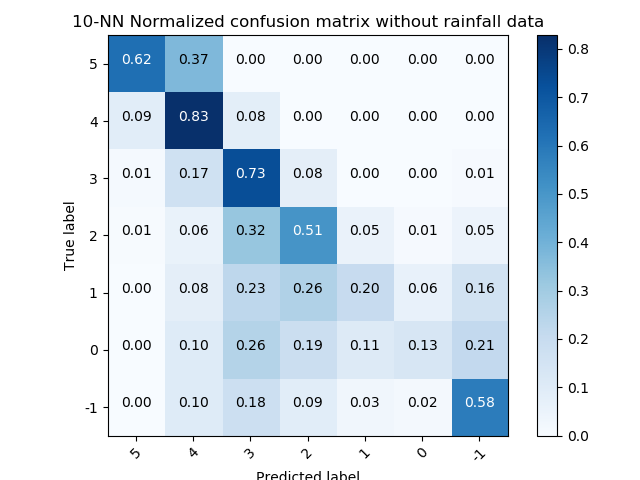 10-NN Normalized confusion matrix without rainfall data
True label
5 0.62 0.37 0.00 0.00 0.00 0.00 0.00
4 0.09 0.83 0.08 0.00 0.00 0.00 0.00
3 0.01 0.17 0.73 0.08 0.00 0.00 0.01
2 0.01 0.06 0.32 0.51 0.05 0.01 0.05
1 0.00 0.08 0.23 0.26 0.20 0.06 0.16
0 0.00 0.10 0.26 0.19 0.11 0.13 0.21
-1 0.00 0.10 0.18 0.09 0.03 0.02 0.58
5 4 3 2 1 0 -1
Predicted label
0.8
0.7
0.6
0.5
0.4
0.3
0.2
0.1
0.0